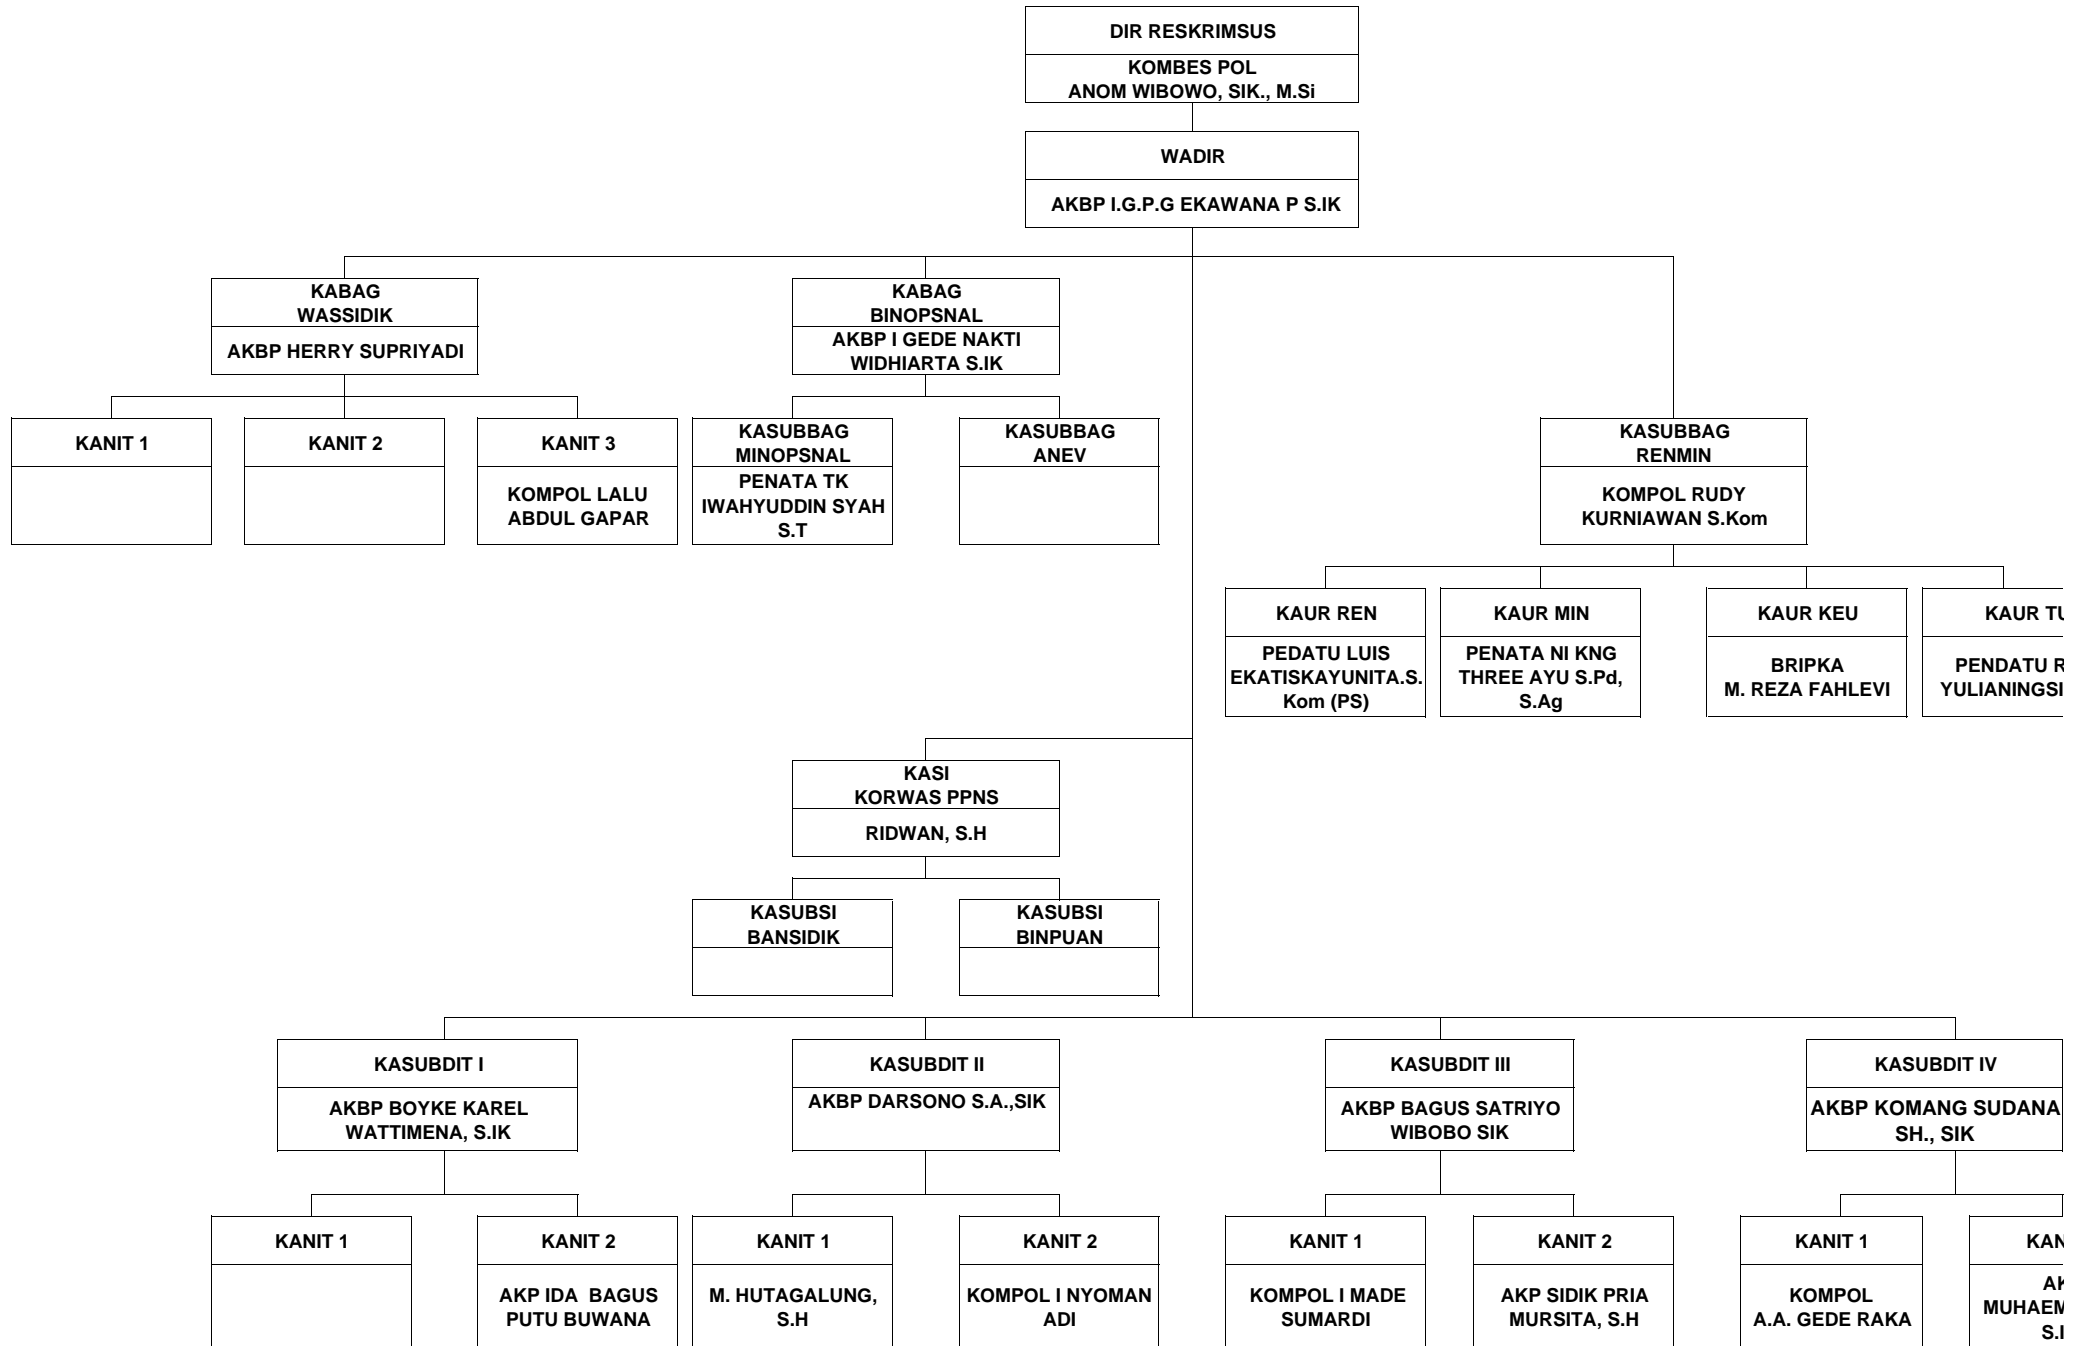 DIR RESKRIMSUS
KOMBES POL
ANOM WIBOWO, SIK., M.Si
WADIR
AKBP I.G.P.G EKAWANA P S.IK
KABAG
WASSIDIK
AKBP HERRY SUPRIYADI
KABAG
BINOPSNAL
AKBP I GEDE NAKTI
WIDHIARTA S.IK
KANIT 1
KANIT 2
KANIT 3
KOMPOL LALU
ABDUL GAPAR
KASUBBAG
MINOPSNAL
PENATA TK
IWAHYUDDIN SYAH
S.T
KASUBBAG
ANEV
KASUBBAG
RENMIN
KOMPOL RUDY
KURNIAWAN S.Kom
KAUR REN
PEDATU LUIS
EKATISKAYUNITA.S.
Kom (PS)
KAUR MIN
PENATA NI KNG
THREE AYU S.Pd,
S.Ag
KAUR KEU
BRIPKA
M. REZA FAHLEVI
KAUR TU
PENDATU R
YULIANINGSI
KASI
KORWAS PPNS
RIDWAN, S.H
KASUBSI
BANSIDIK
KASUBSI
BINPUAN
KASUBDIT I
AKBP BOYKE KAREL
WATTIMENA, S.IK
KASUBDIT II
AKBP DARSONO S.A.,SIK
KASUBDIT III
AKBP BAGUS SATRIYO
WIBOBO SIK
KASUBDIT IV
AKBP KOMANG SUDANA
SH., SIK
KANIT 1
KANIT 2
AKP IDA  BAGUS
PUTU BUWANA
KANIT 1
M. HUTAGALUNG,
S.H
KANIT 2
KOMPOL I NYOMAN
ADI
KANIT 1
KOMPOL I MADE
SUMARDI
KANIT 2
AKP SIDIK PRIA
MURSITA, S.H
KANIT 1
KOMPOL
A.A. GEDE RAKA
KAN
AK
MUHAEM
S.I